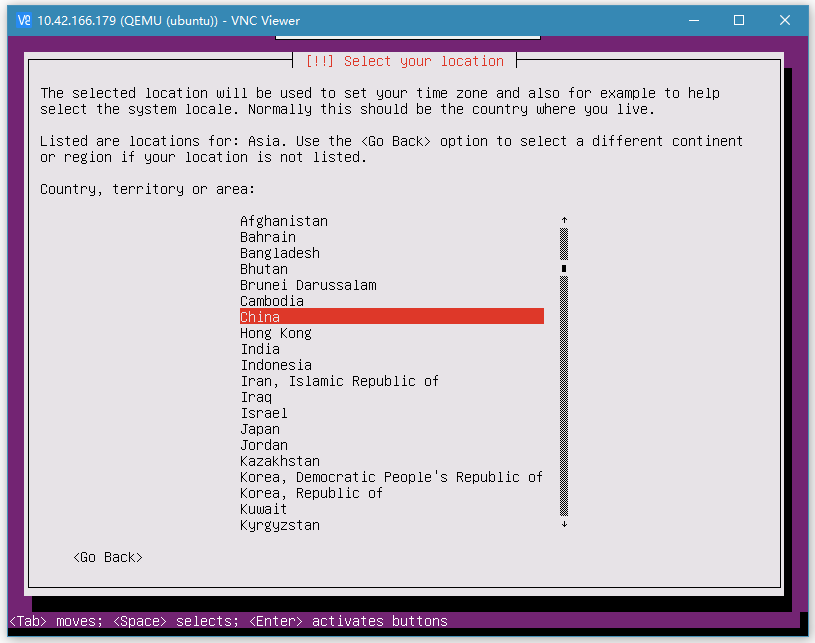 10.42.166.179 (QEMU (ubuntu)) - VNC Viewer
[!!] Select your location
The selected location will be used to set your time zone and also for example to help
select the system locale. Normally this should be the country where you live.
Listed are locations for: Asia. Use the <Go Back> option to select a different continent
or region if your location is not listed.
Country, territory or area:
Afghanistan
Bahrain
Bangladesh
Bhutan
Brunei Darussalam
Cambodia
China
Hong Kong
India
Indonesia
Iran, Islamic Republic of
Iraq
Israel
Japan
Jordan
Kazakhstan
Korea, Democratic People's Republic of
Korea, Republic of
Kuwait
Kyrgyzstan
<Go Back>
<Tab> moves; <Space> selects; <Enter> activates buttons